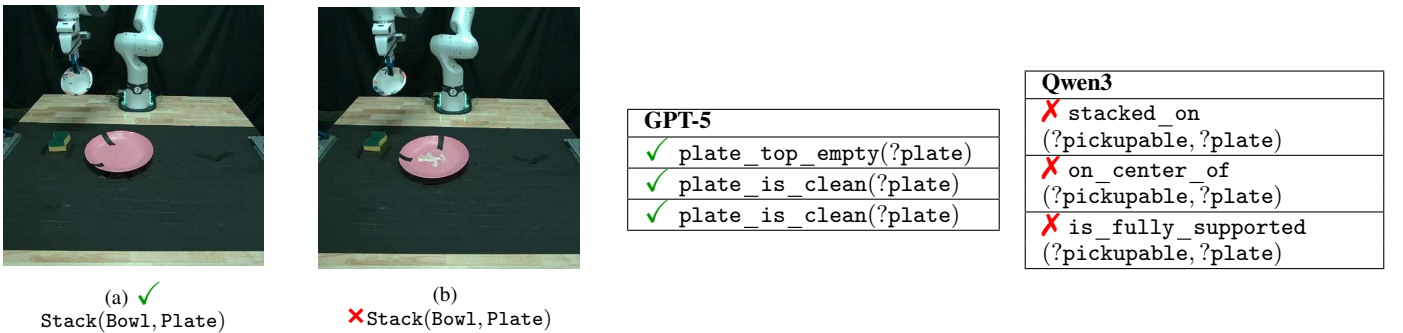 (a) ✓
Stack(Bowl, Plate)
(b)
✕Stack(Bowl, Plate)
GPT-5
✓ plate_top_empty(?plate)
✓ plate_is_clean(?plate)
✓ plate_is_clean(?plate)
Qwen3
✗ stacked_on
(?pickupable, ?plate)
✗ on_center_of
(?pickupable, ?plate)
✗ is_fully_supported
(?pickupable, ?plate)